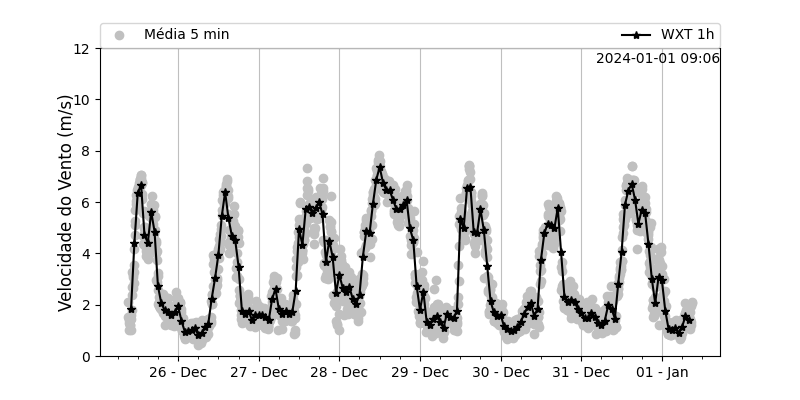 Média 5 min
WXT 1h
2024-01-01 09:06
Velocidade do Vento (m/s)
12
10
8
6
4
2
0
26 - Dec
27 - Dec
28 - Dec
29 - Dec
30 - Dec
31 - Dec
01 - Jan